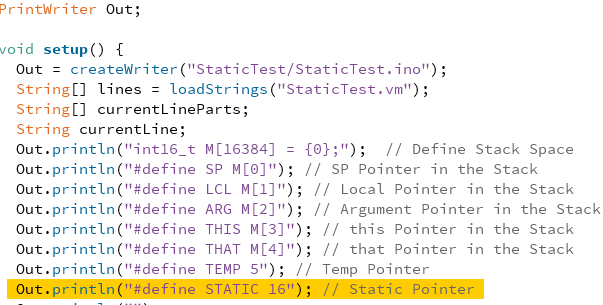 PrintWriter Out;
void setup() {
Out = createWriter("StaticTest/StaticTest.ino");
String[] lines = loadStrings("StaticTest.vm");
String[] currentLineParts;
String currentLine;
Out.println("int16_t M[16384] = {0};");  // Define Stack Space
Out.println("#define SP M[0]"); // SP Pointer in the Stack
Out.println("#define LCL M[1]"); // Local Pointer in the Stack
Out.println("#define ARG M[2]"); // Argument Pointer in the Stack
Out.println("#define THIS M[3]"); // this Pointer in the Stack
Out.println("#define THAT M[4]"); // that Pointer in the Stack
Out.println("#define TEMP 5"); // Temp Pointer
Out.println("#define STATIC 16"); // Static Pointer